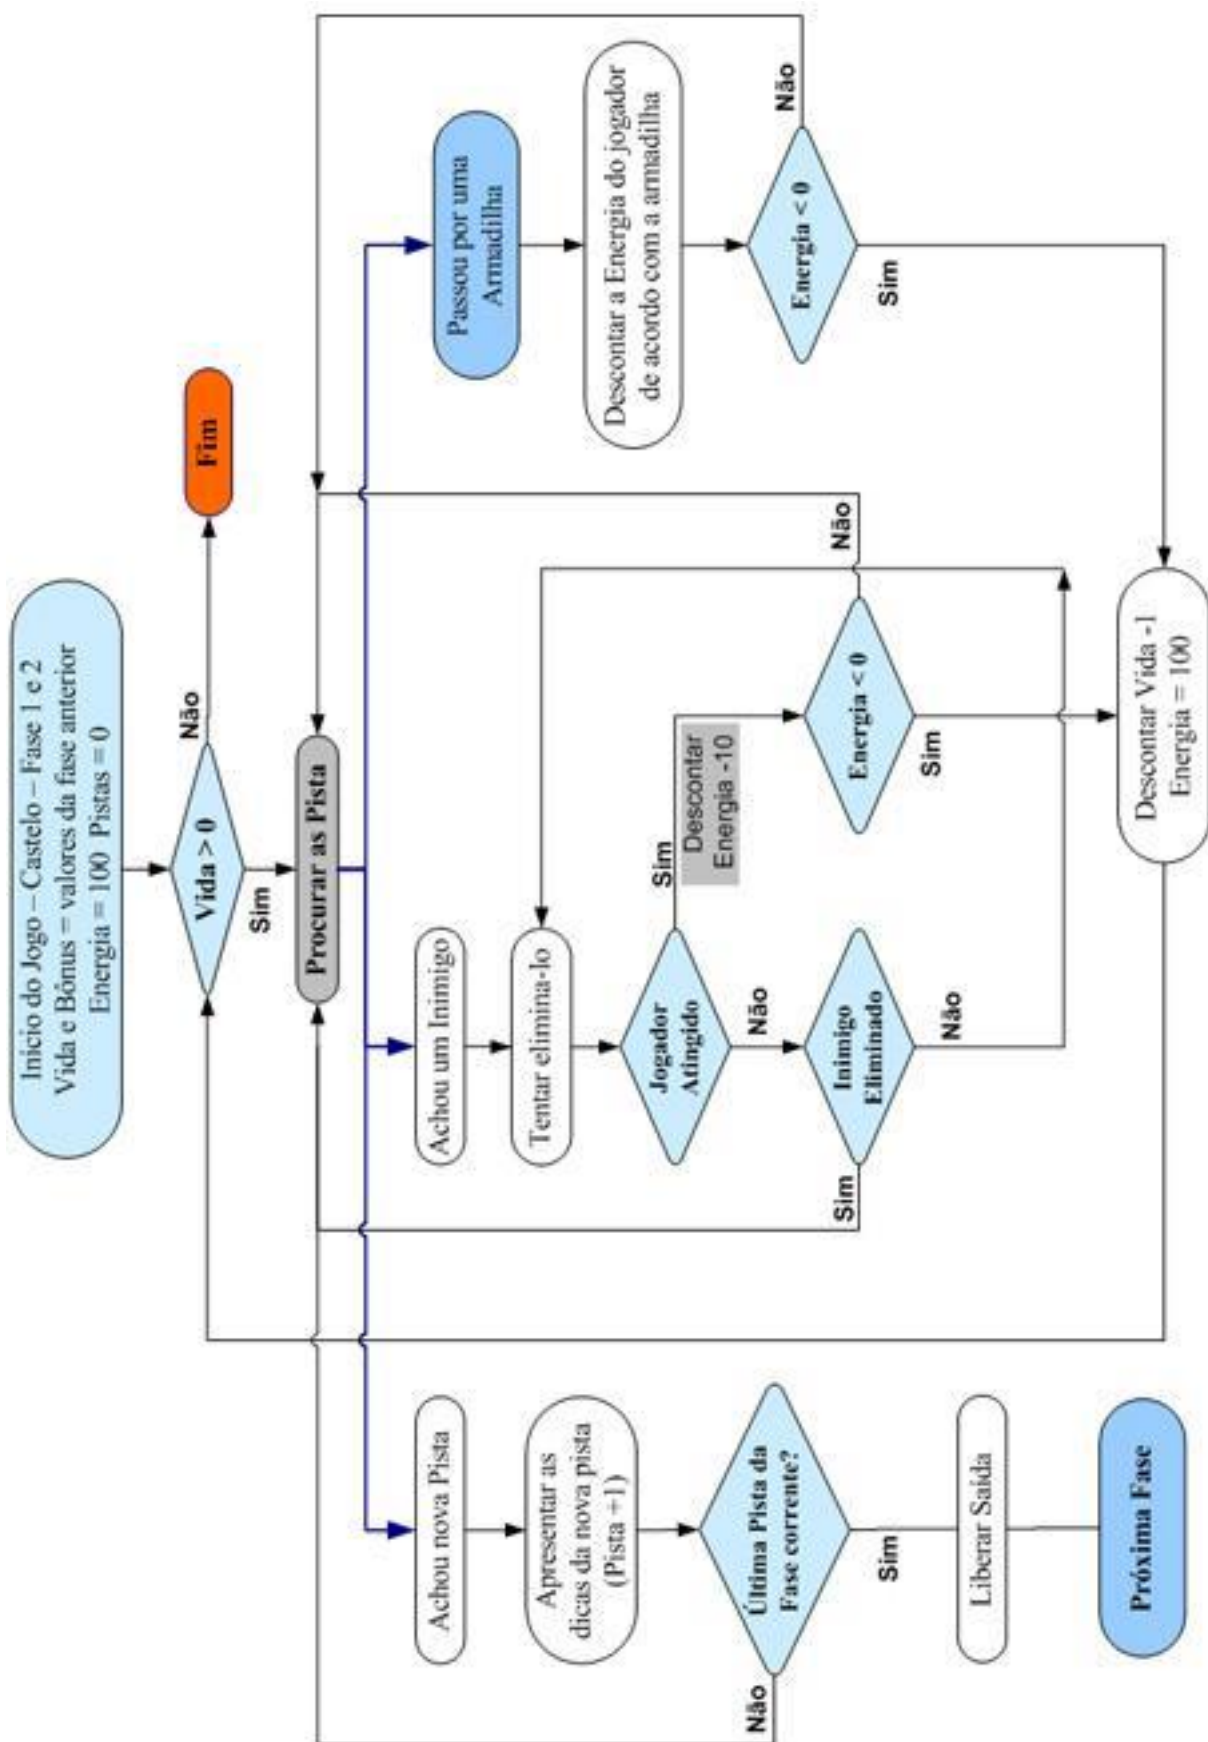 Inicio do Jogo – Castelo – Fase 1 e 2
Vida e Bônus = valores da fase anterior
Energia = 100 Pistas = 0
Vida > 0
Não
Fim
Sim
Procurar as Pista
Achou nova Pista
Apresentar as
dicas da nova pista
(Pista +1)
Última Pista da
Fase corrente?
Não
Sim
Liberar Saída
Próxima Fase
Achou um Inimigo
Tentar elimina-lo
Jogador
Atingido
Sim
Descontar
Energia -10
Não
Inimigo
Eliminado
Sim
Não
Energia < 0
Não
Sim
Passou por uma
Armadilha
Descontar a Energia do jogador
de acordo com a armadilha
Energia < 0
Não
Sim
Descontar Vida -1
Energia = 100